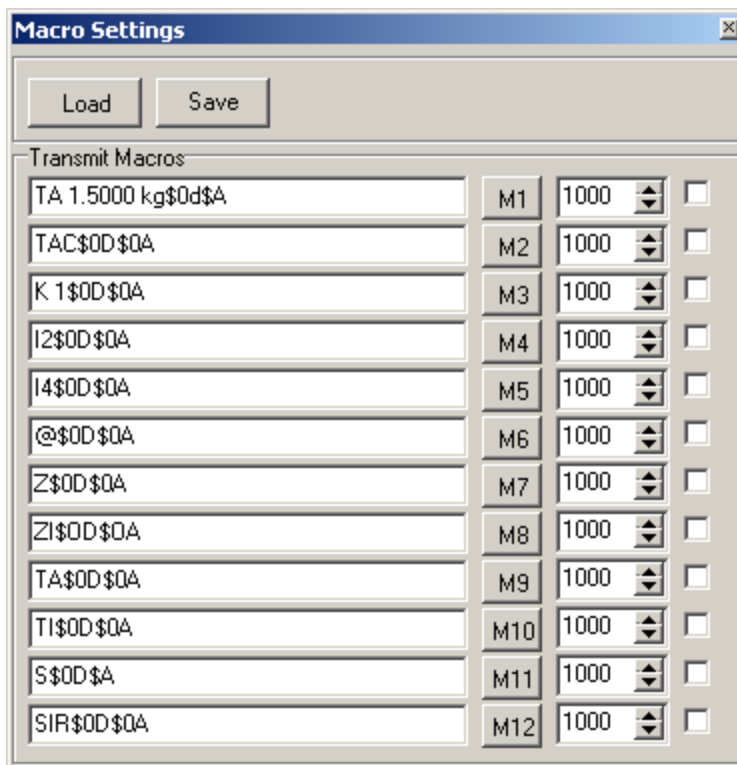 Macro Settings
Load Save
Transmit Macros
TA 1.5000 kg$0d$A M1 1000
TAC$0D$0A M2 1000
K 1$0D$0A M3 1000
I2$0D$0A M4 1000
I4$0D$0A M5 1000
@$0D$0A M6 1000
Z$0D$0A M7 1000
ZI$0D$0A M8 1000
TA$0D$0A M9 1000
TI$0D$0A M10 1000
S$0D$A M11 1000
SIR$0D$0A M12 1000